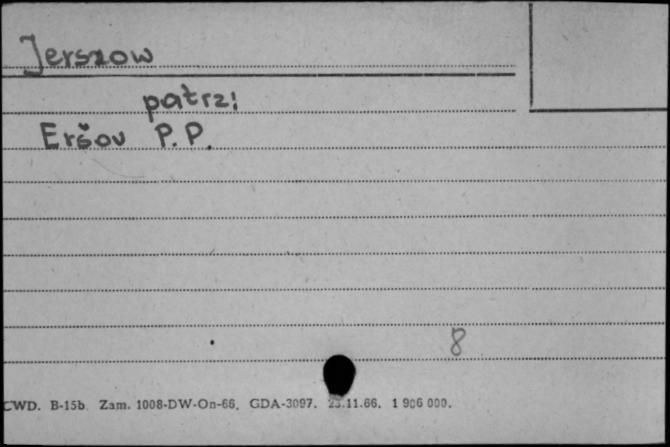 Jerszow
patrz:
Eršov P. P.
8
CWD. B-15b. Zam. 1008-DW-On-66. GDA-3097. 23.11.66. 1 906 000.